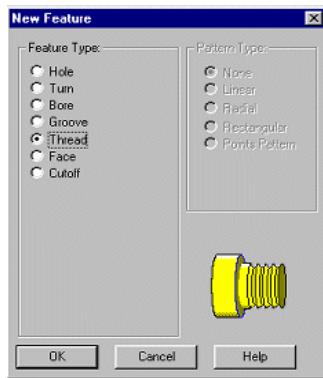 New Feature
Feature Type:
Hole
Turn
Bore
Groove
Thread
Face
Cutoff
Pattern Type:
None
Linear
Radial
Rectangular
Points Pattern
OK
Cancel
Help